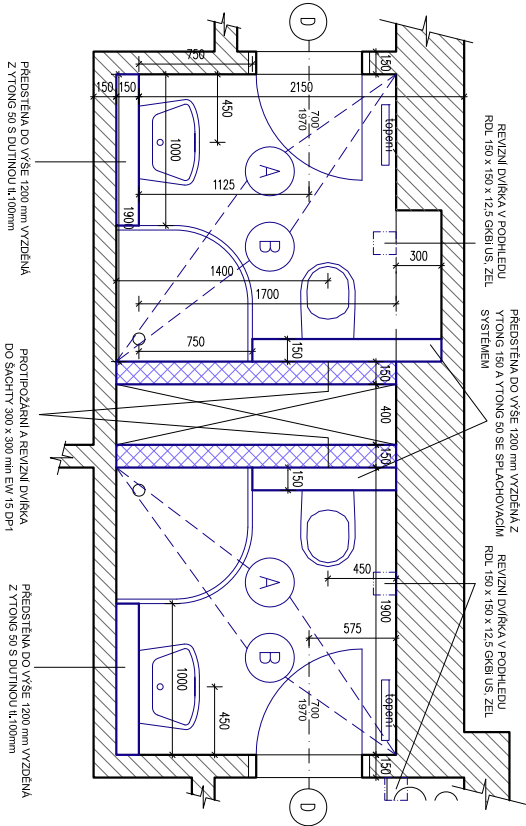 REVIZNÍ DVÍŘKA V PODHLEDU
RDL 150 x 150 x 12,5 GKBI US. ZEL
PŘEDSTĚNA DO VÝŠE 1200 mm VYZDĚNÁ Z
YTONG 150 A YTONG 50 SE SPLACHOVACÍM
SYSTÉMEM
REVIZNÍ DVÍŘKA V PODHLEDU
RDL 150 x 150 x 12,5 GKBI US. ZEL
D
150
2150
topení
700
1970
750
150
150
450
1000
1125
A
B
1900
1400
1700
300
750
150
150
400
150
150
450
1900
575
A
B
1000
450
700
1970
topení
150
D
PŘEDSTĚNA DO VÝŠE 1200 mm VYZDĚNÁ
Z YTONG 50 S DUTINOU tl.100mm
PROTIPOŽÁRNÍ A REVIZNÍ DVÍŘKA
DO ŠACHTY 300 x 300 min EW 15 DP1
PŘEDSTĚNA DO VÝŠE 1200 mm VYZDĚNÁ
Z YTONG 50 S DUTINOU tl.100mm